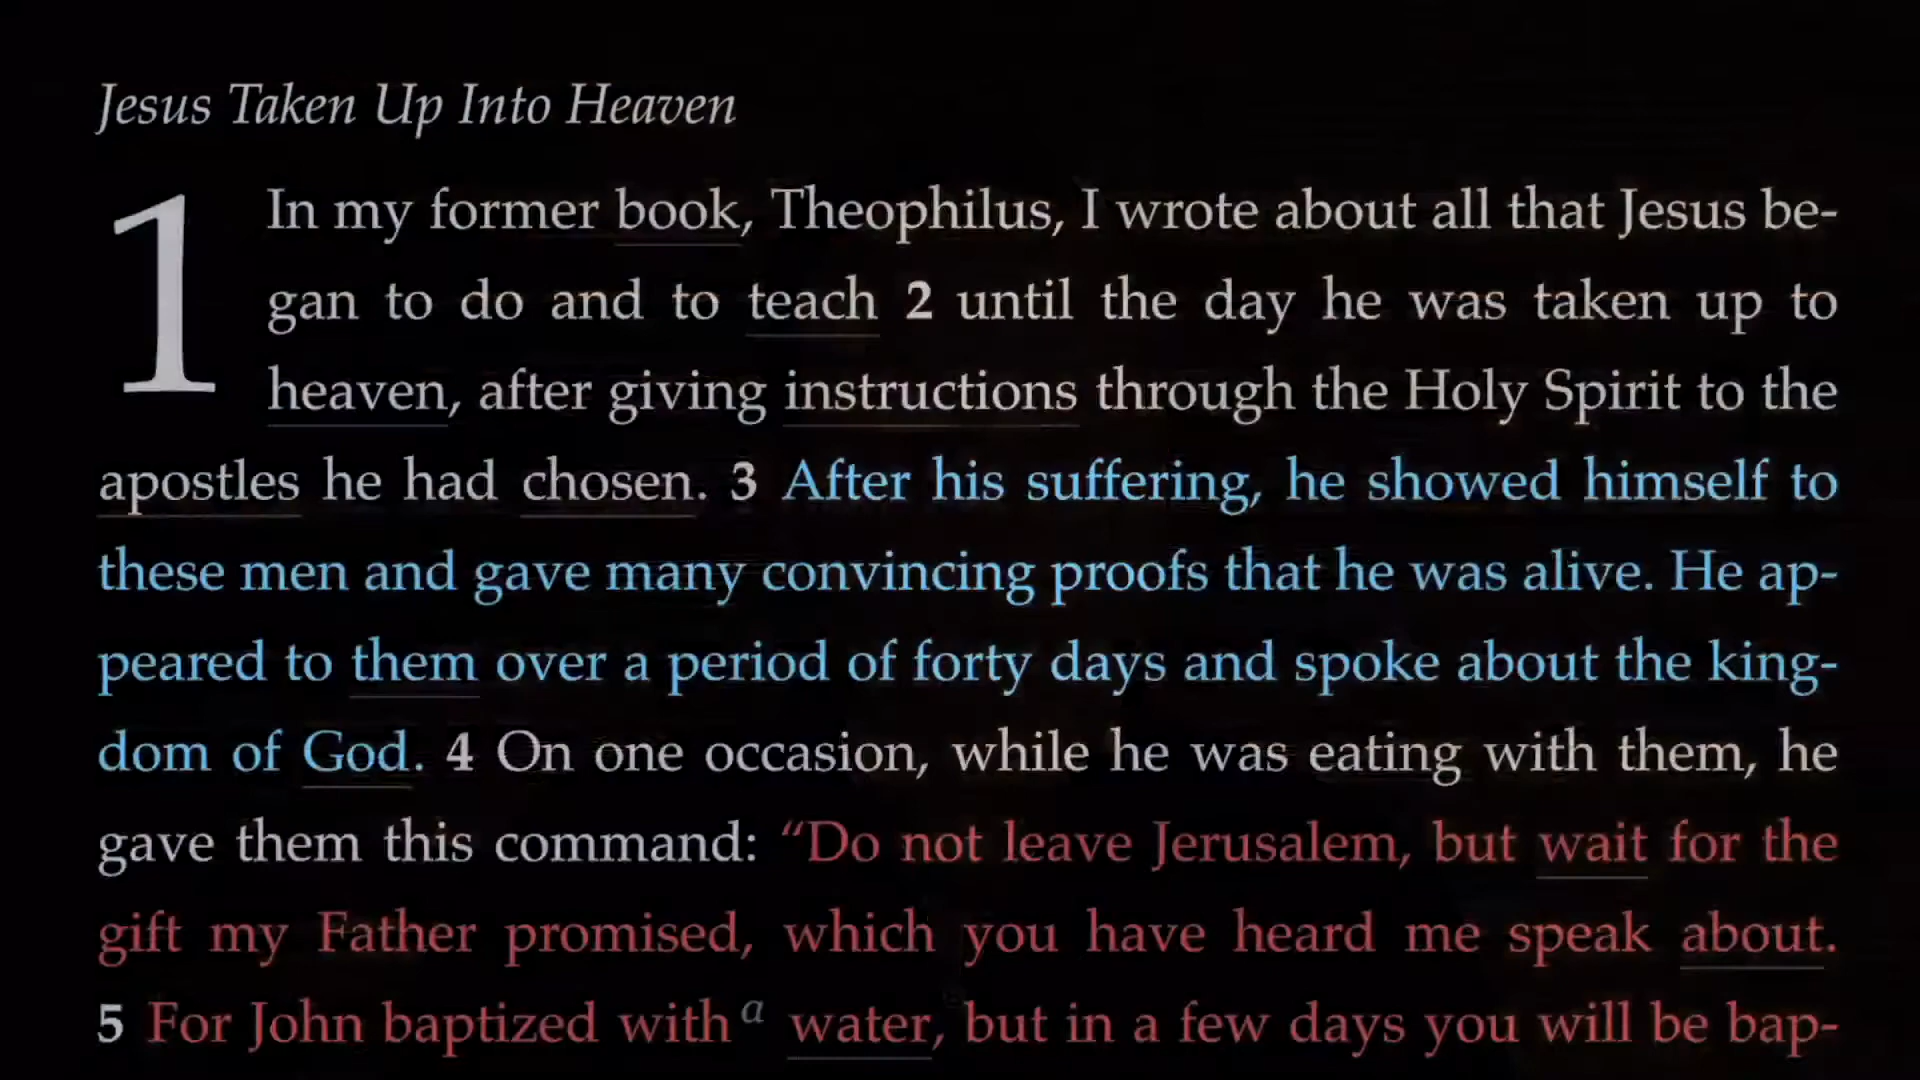 Jesus Taken Up Into Heaven
1 In my former book, Theophilus, I wrote about all that Jesus be-
gan to do and to teach 2 until the day he was taken up to
heaven, after giving instructions through the Holy Spirit to the
apostles he had chosen. 3 After his suffering, he showed himself to
these men and gave many convincing proofs that he was alive. He ap-
peared to them over a period of forty days and spoke about the king-
dom of God. 4 On one occasion, while he was eating with them, he
gave them this command: “Do not leave Jerusalem, but wait for the
gift my Father promised, which you have heard me speak about.
5 For John baptized with a water, but in a few days you will be bap-